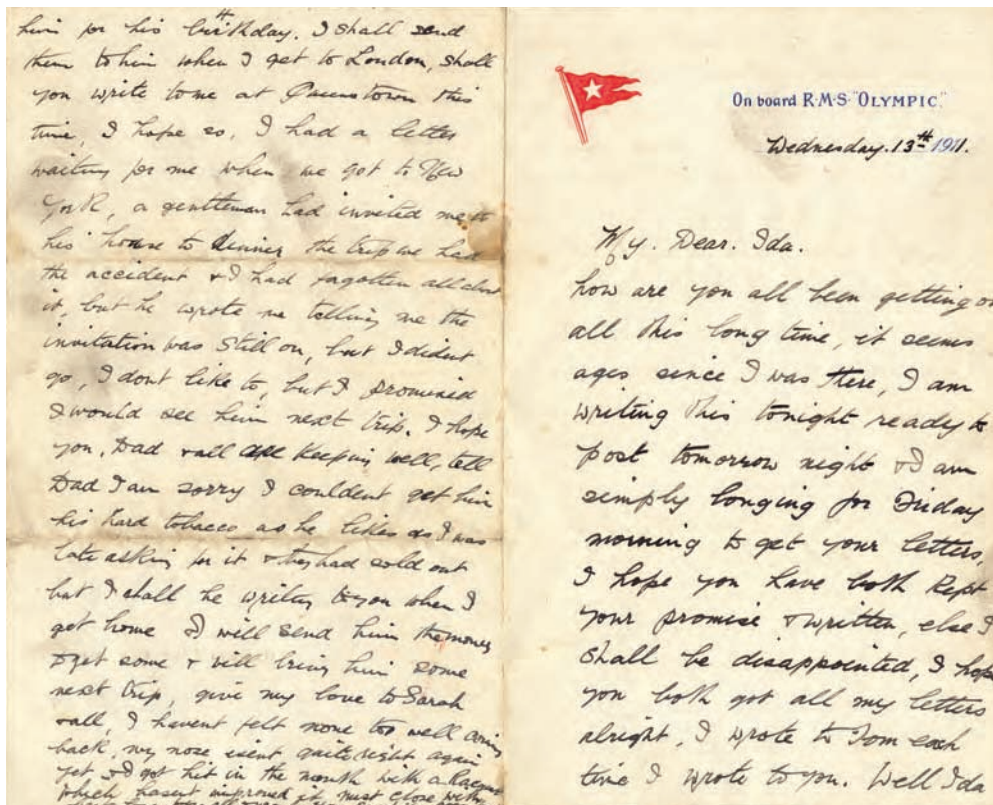 him for his birthday. I shall send
them to him when I get to London, shall
you write to me at Queenstown this
time, I hope so, I had a letter
waiting for me when we got to New
York, a gentleman had invited me to
his house to dinner the trip we had
the accident & I had forgotten all about
it, but he wrote me telling me the
invitation was still on, but I dident
go, I dont like to, but I promised
I would see him next trip. I hope
you, Dad & all are keeping well, tell
Dad I am sorry I couldent get him
his hard tobacco as he likes as I was
late asking for it & they had sold out
but I shall be writing to you when I
get home & I will send him the money
to get some & will bring him some
next trip, give my love to Sarah
& all, I havent felt none too well coming
back, my nose isent quite right again
yet & I got hit in the mouth with a
which hasent improved it must close with
On board R·M·S·"OLYMPIC."
Wednesday. 13th 1911.
My. Dear. Ida.
how are you all been getting on
all this long time, it seems
ages since I was there, I am
writing this tonight ready to
post tomorrow night & I am
simply longing for Friday
morning to get your letters,
I hope you have both kept
your promise & written, else I
shall be disappointed, I hope
you both got all my letters
alright, I wrote to Tom each
time I wrote to you. Well Ida